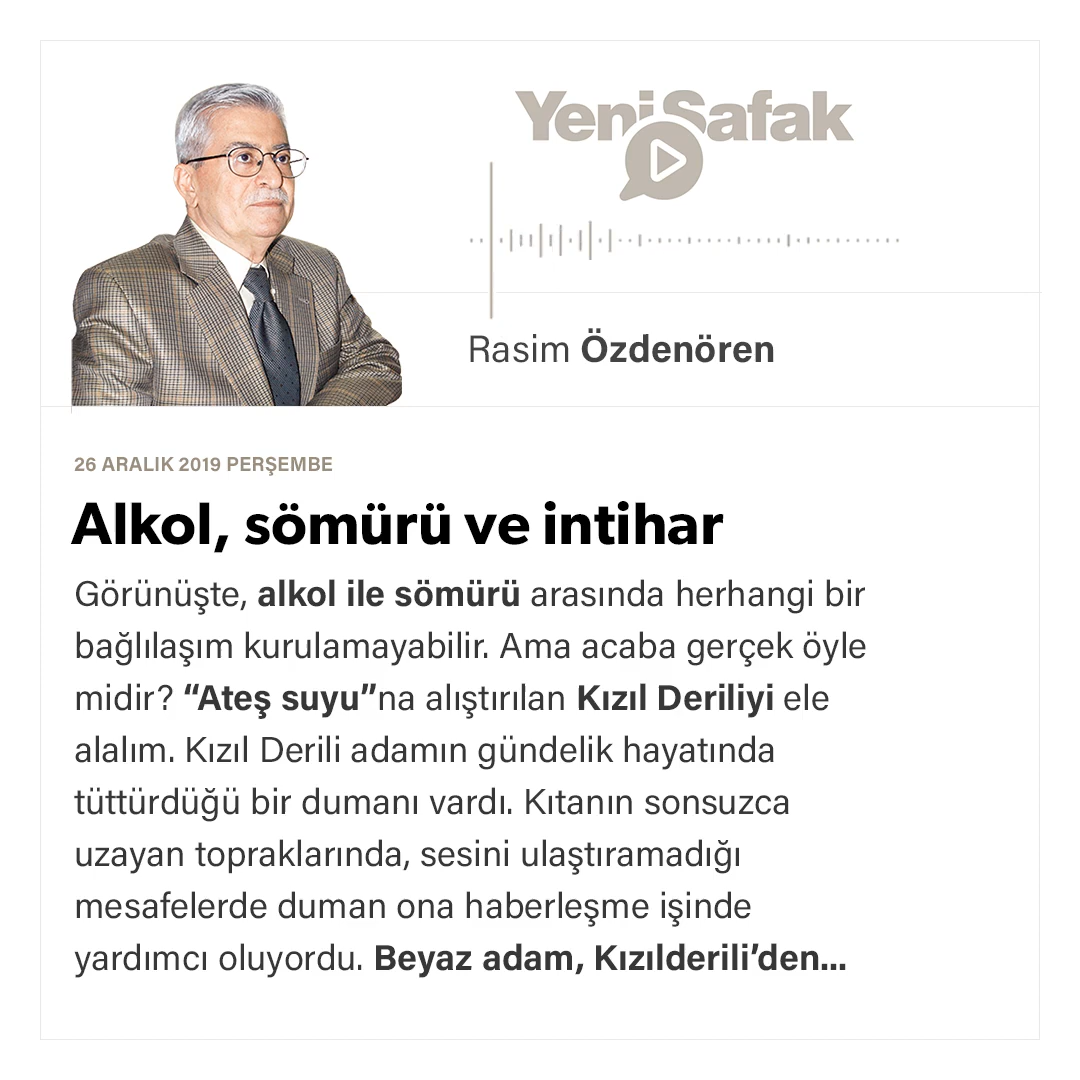 YeniŞafak
Rasim Özdenören
26 ARALIK 2019 PERŞEMBE
Alkol, sömürü ve intihar
Görünüşte, alkol ile sömürü arasında herhangi bir
bağlılaşım kurulamayabilir. Ama acaba gerçek öyle
midir? “Ateş suyu”na alıştırılan Kızıl Deriliyi ele
alalım. Kızıl Derili adamın gündelik hayatında
tüttürdüğü bir dumanı vardı. Kıtanın sonsuzca
uzayan topraklarında, sesini ulaştıramadığı
mesafelerde duman ona haberleşme işinde
yardımcı oluyordu. Beyaz adam, Kızılderili’den...